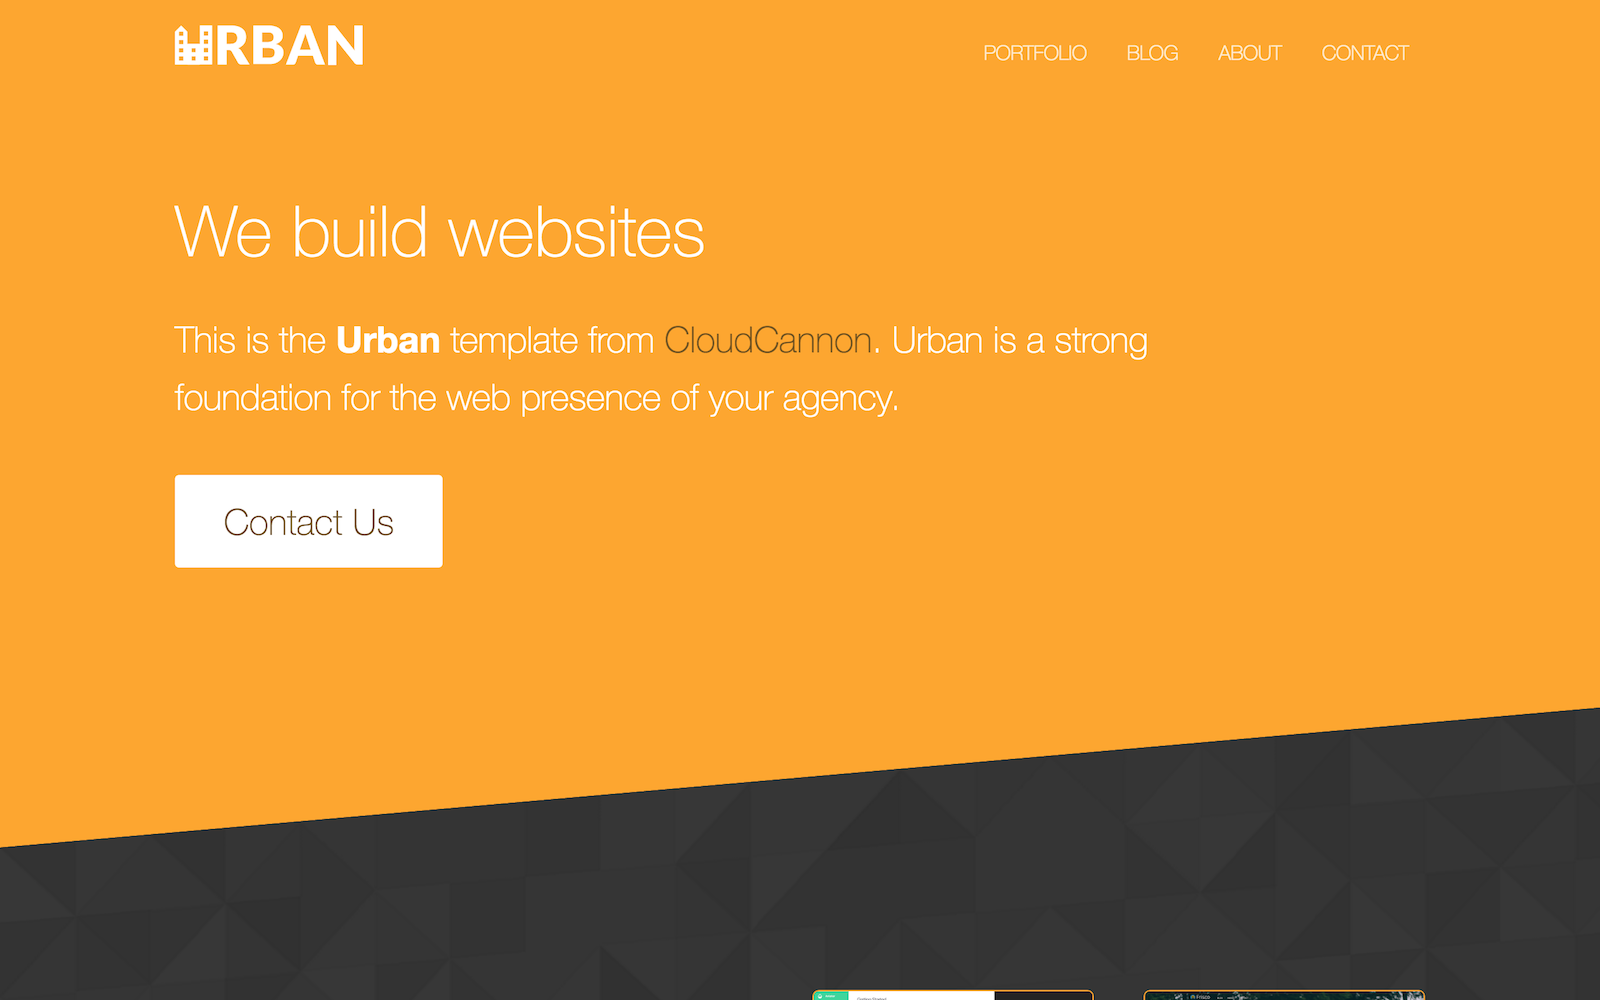 URBAN
PORTFOLIO BLOG ABOUT CONTACT
We build websites
This is the Urban template from CloudCannon. Urban is a strong
foundation for the web presence of your agency.
Contact Us
Frisco